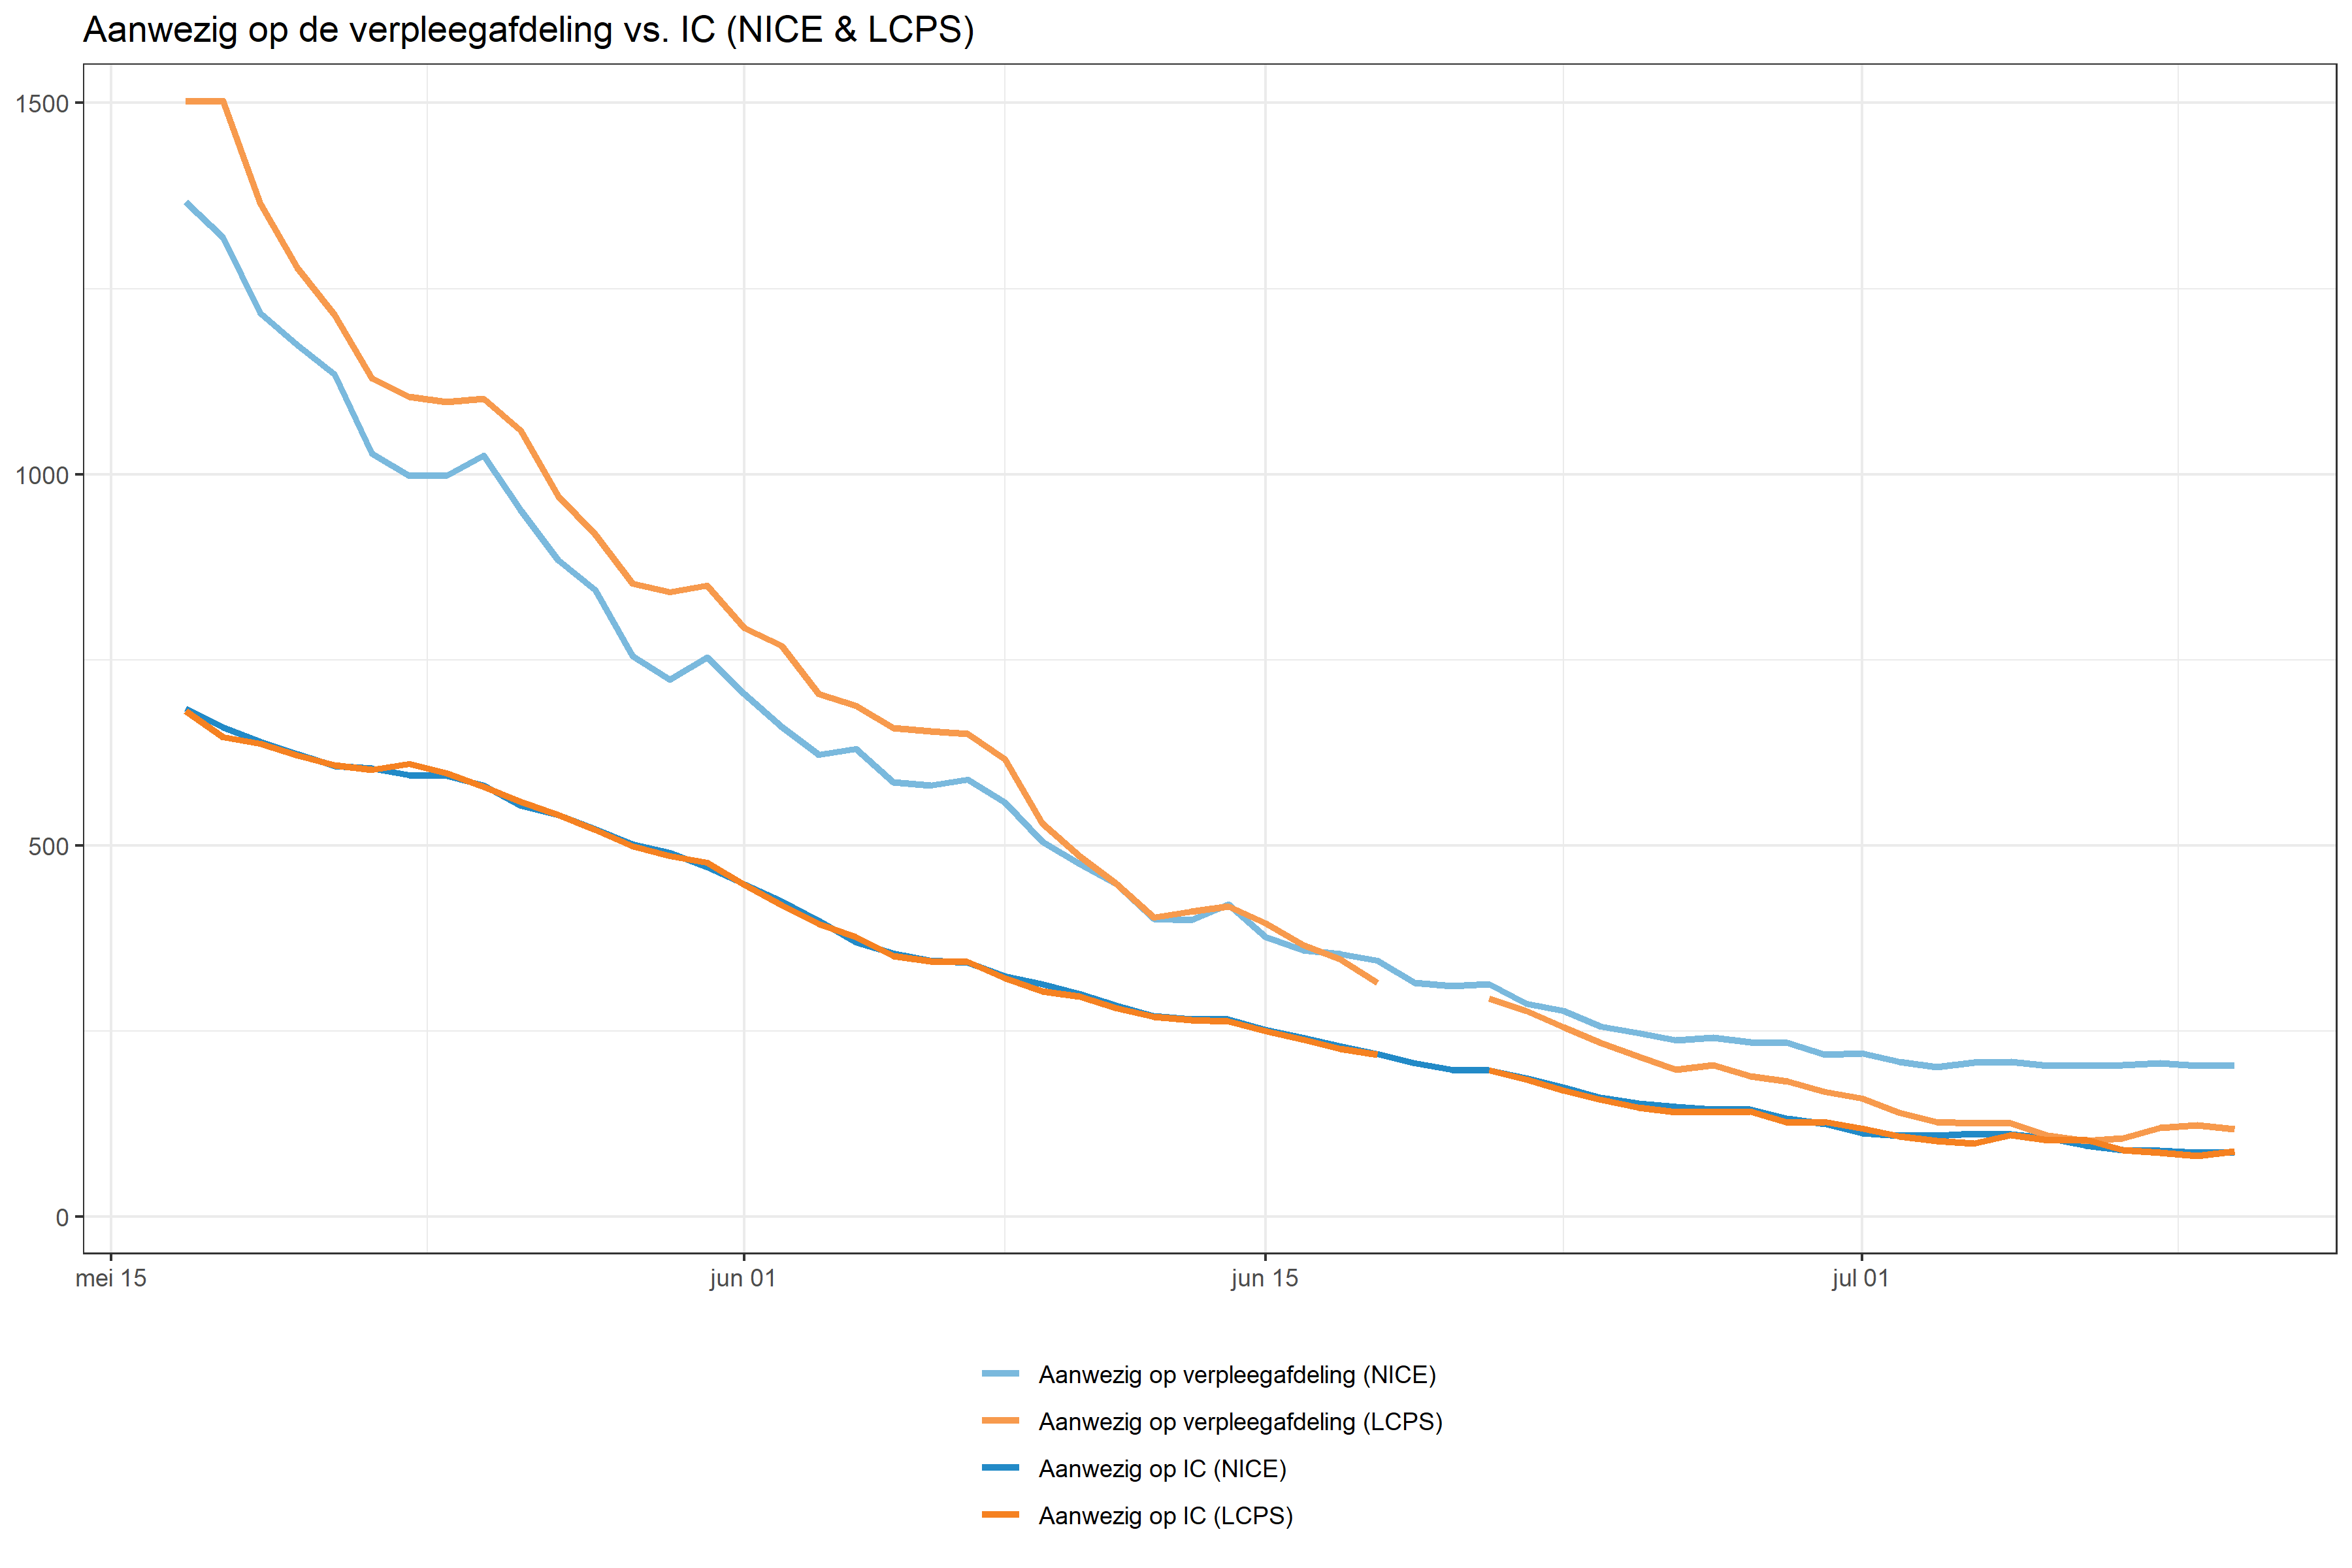 Aanwezig op de verpleegafdeling vs. IC (NICE & LCPS)
1500
1000
500
0
mei 15
jun 01
jun 15
jul 01
Aanwezig op verpleegafdeling (NICE)
Aanwezig op verpleegafdeling (LCPS)
Aanwezig op IC (NICE)
Aanwezig op IC (LCPS)